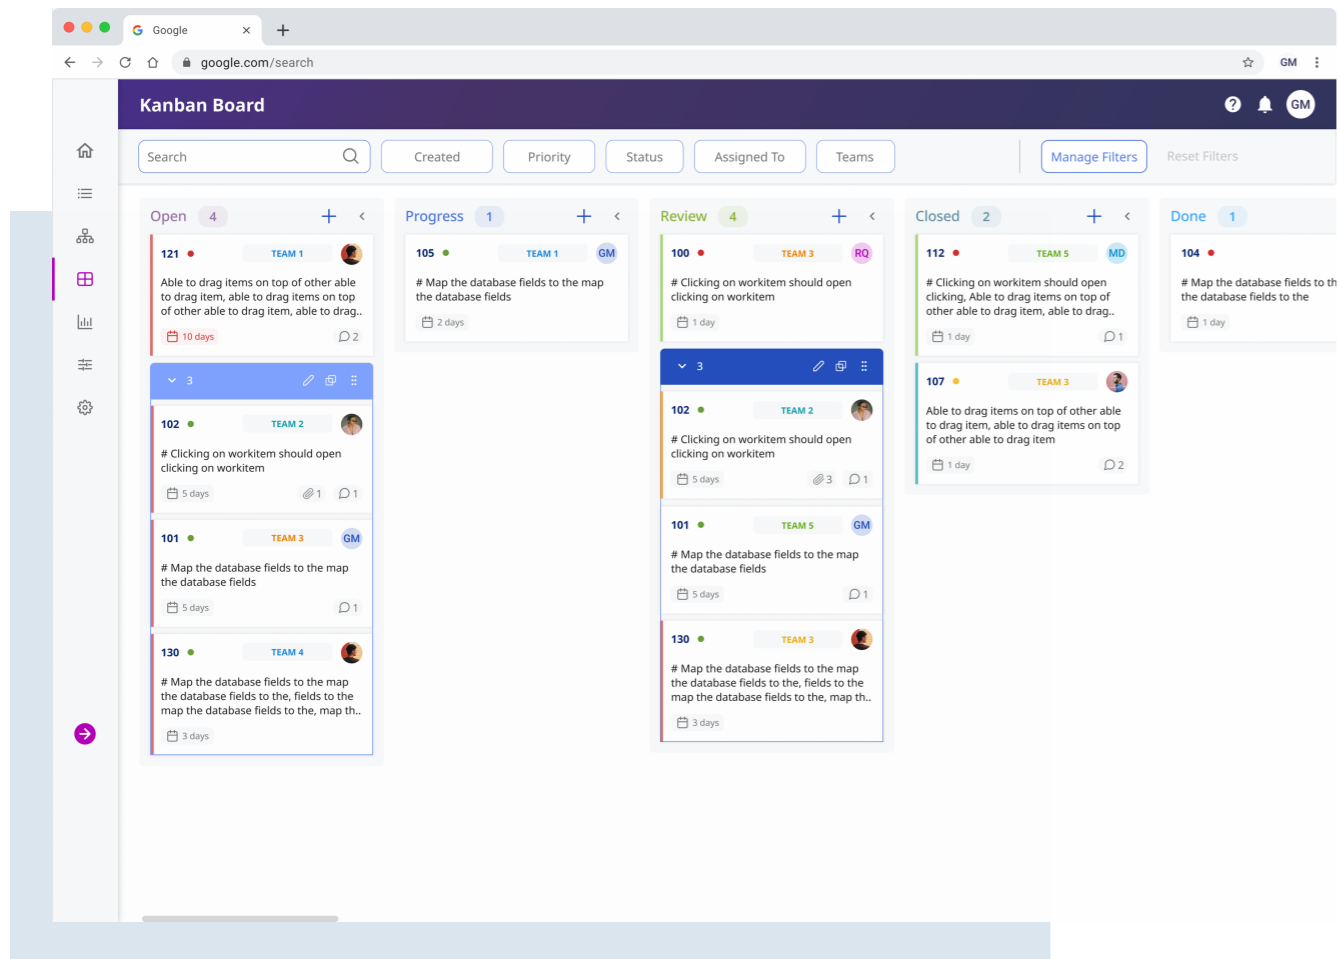 Google
google.com/search
GM
Kanban Board
GM
Search
Created
Priority
Status
Assigned To
Teams
Manage Filters
Reset Filters
Open 4
121
TEAM 1
Able to drag items on top of other able
to drag item, able to drag items on top
of other able to drag item, able to drag..
10 days
2
3
102
TEAM 2
# Clicking on workitem should open
clicking on workitem
5 days
1
1
101
TEAM 3
GM
# Map the database fields to the map
the database fields
5 days
1
130
TEAM 4
# Map the database fields to the map
the database fields to the, fields to the
map the database fields to the, map th..
3 days
Progress 1
105
TEAM 1
GM
# Map the database fields to the map
the database fields
2 days
Review 4
100
TEAM 3
RQ
# Clicking on workitem should open
clicking on workitem
1 day
3
102
TEAM 2
# Clicking on workitem should open
clicking on workitem
5 days
3
1
101
TEAM 5
GM
# Map the database fields to the map
the database fields
5 days
1
130
TEAM 3
# Map the database fields to the map
the database fields to the, fields to the
map the database fields to the, map th..
3 days
Closed 2
112
TEAM 5
MD
# Clicking on workitem should open
clicking, Able to drag items on top of
other able to drag item, able to drag..
1 day
1
107
TEAM 3
Able to drag items on top of other able
to drag item, able to drag items on top
of other able to drag item
1 day
2
Done 1
104
# Map the database fields to th
the database fields to the
1 day